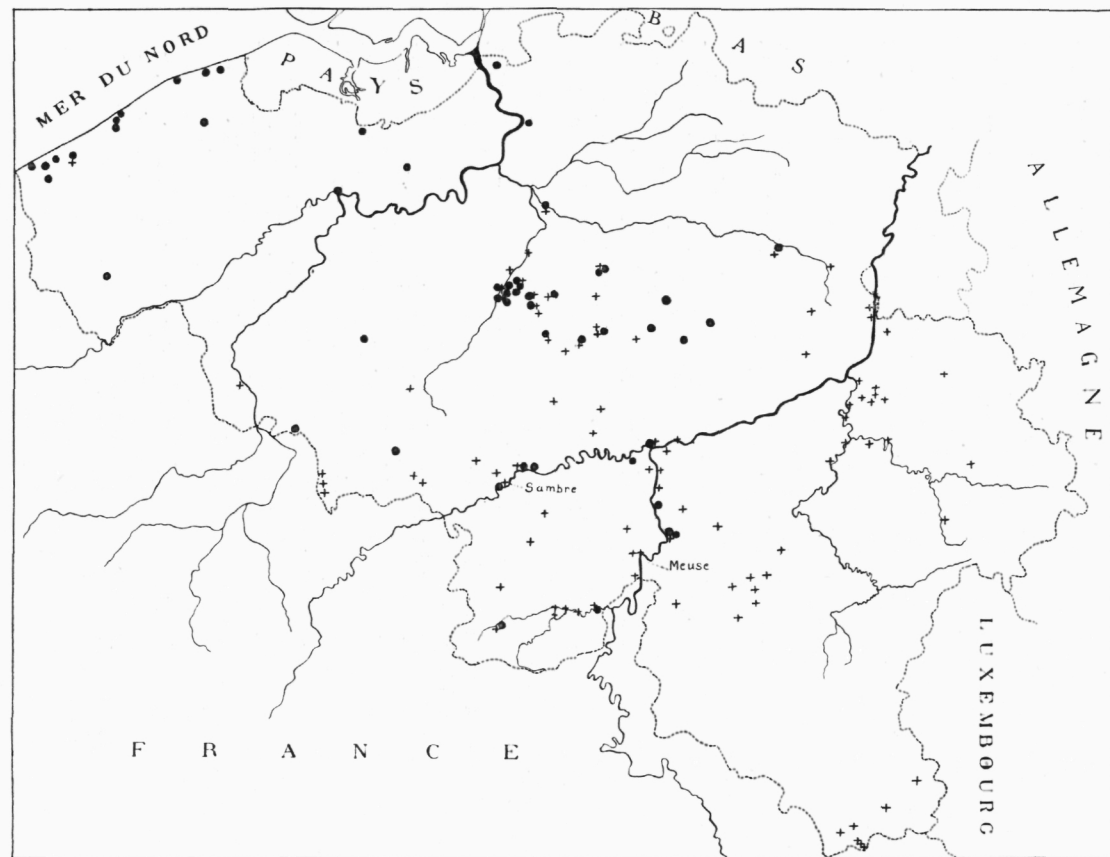 MER DU NORD
PAYS
BAS
ALLEMAGNE
Sambre
Meuse
LUXEMBOURG
FRANCE